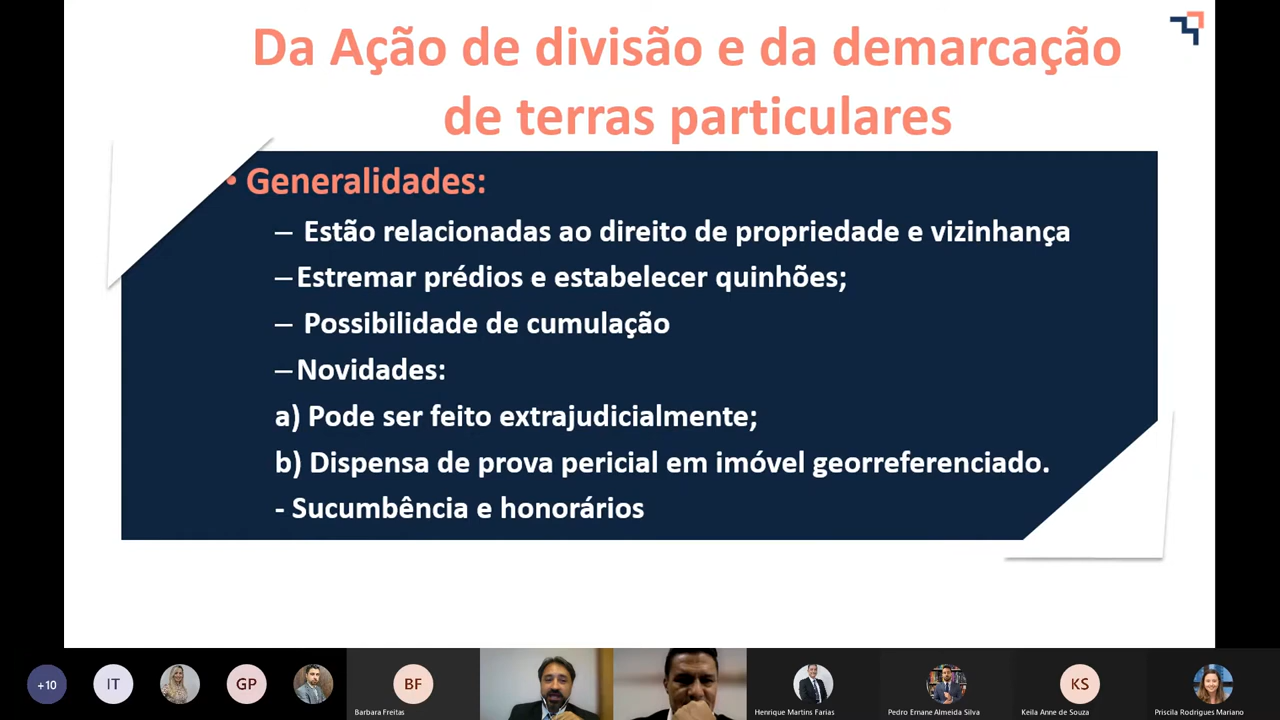 Da Ação de divisão e da demarcação
de terras particulares
• Generalidades:
– Estão relacionadas ao direito de propriedade e vizinhança
– Estremar prédios e estabelecer quinhões;
– Possibilidade de cumulação
– Novidades:
a) Pode ser feito extrajudicialmente;
b) Dispensa de prova pericial em imóvel georreferenciado.
- Sucumbência e honorários
+10
IT
GP
BF
KS
Barbara Freitas
Henrique Martins Farias
Pedro Ernane Almeida Silva
Keila Anne de Souza
Priscila Rodrigues Mariano